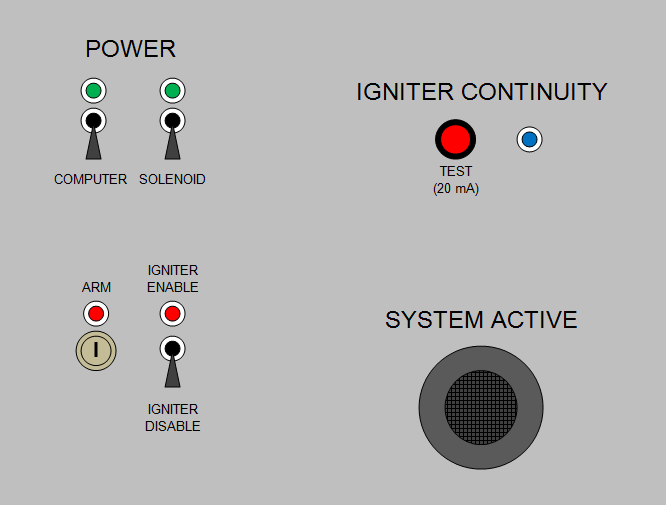 POWER
COMPUTER
SOLENOID
IGNITER CONTINUITY
TEST
(20 mA)
ARM
IGNITER
ENABLE
IGNITER
DISABLE
SYSTEM ACTIVE